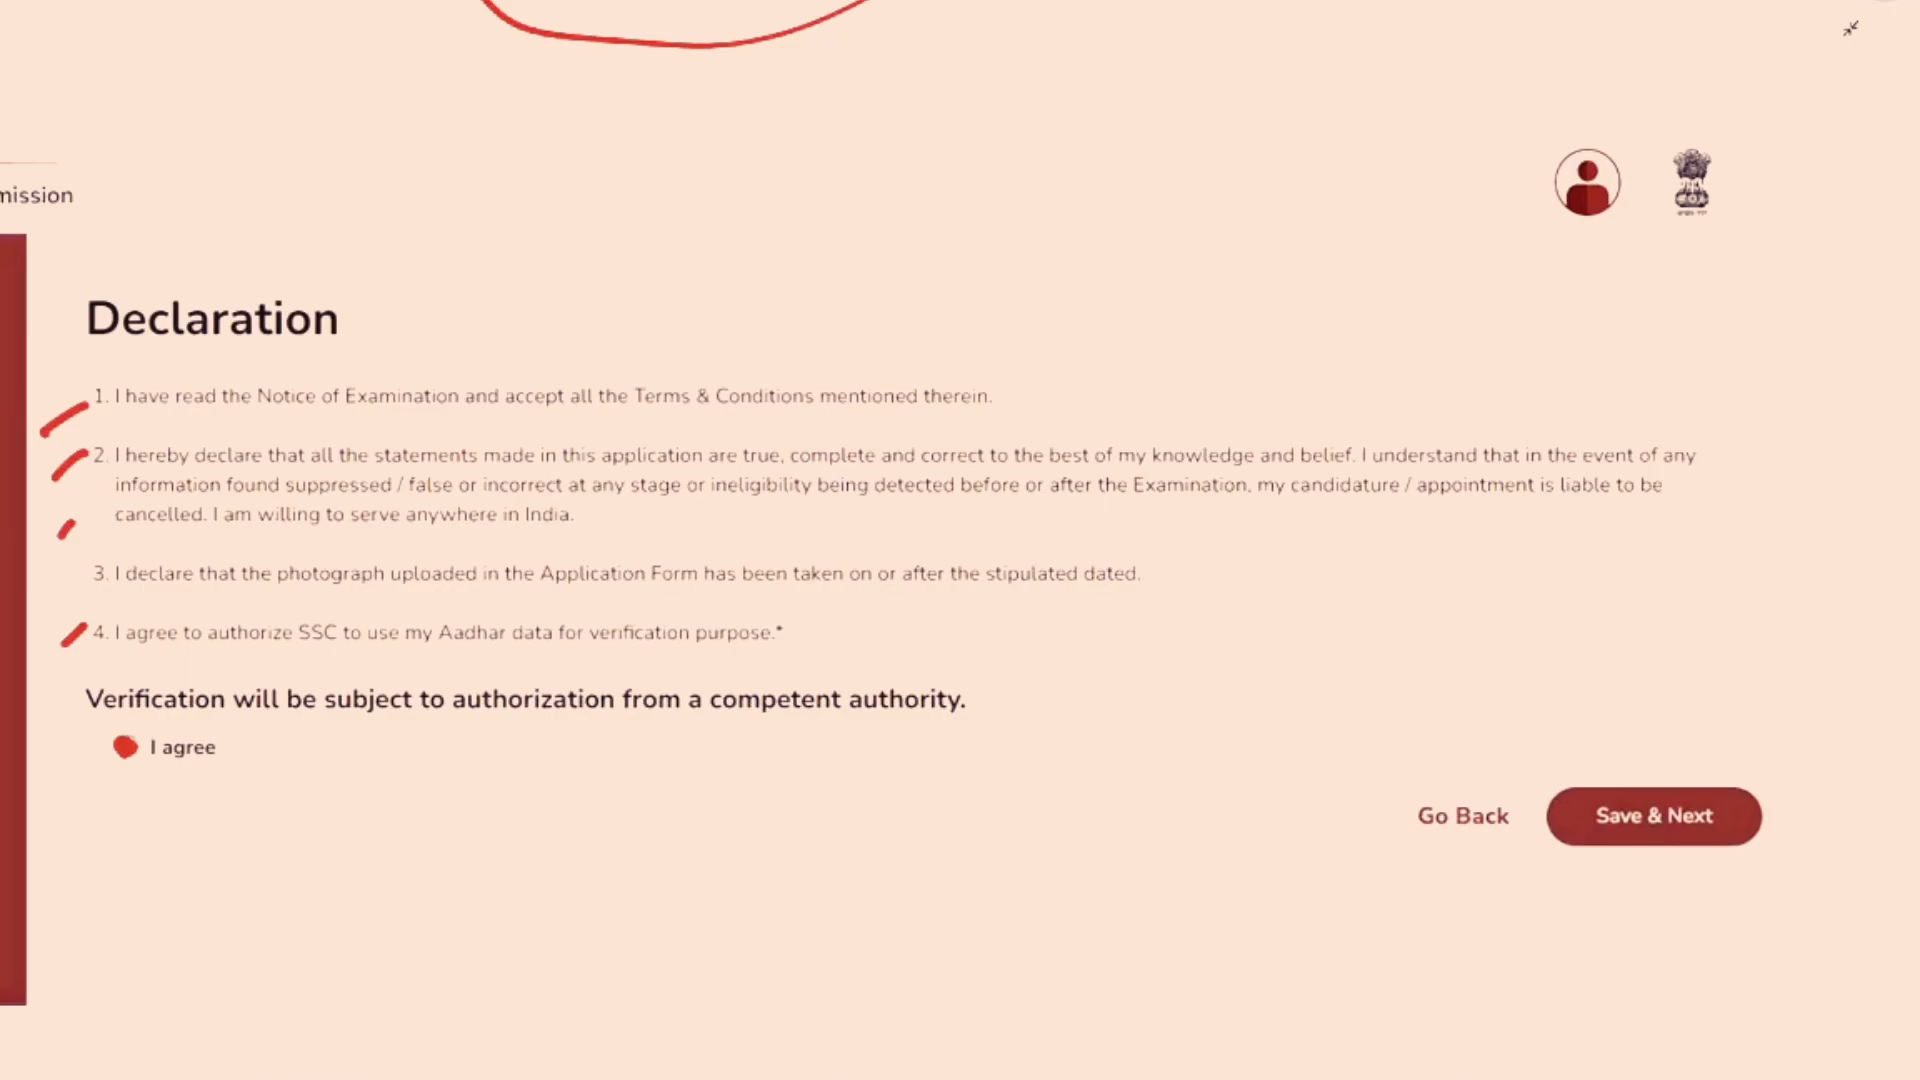 mission
Declaration
1. I have read the Notice of Examination and accept all the Terms & Conditions mentioned therein.
2. I hereby declare that all the statements made in this application are true, complete and correct to the best of my knowledge and belief. I understand that in the event of any
information found suppressed / false or incorrect at any stage or ineligibility being detected before or after the Examination, my candidature / appointment is liable to be
cancelled. I am willing to serve anywhere in India.
3. I declare that the photograph uploaded in the Application Form has been taken on or after the stipulated dated.
4. I agree to authorize SSC to use my Aadhar data for verification purpose.*
Verification will be subject to authorization from a competent authority.
I agree
Go Back
Save & Next